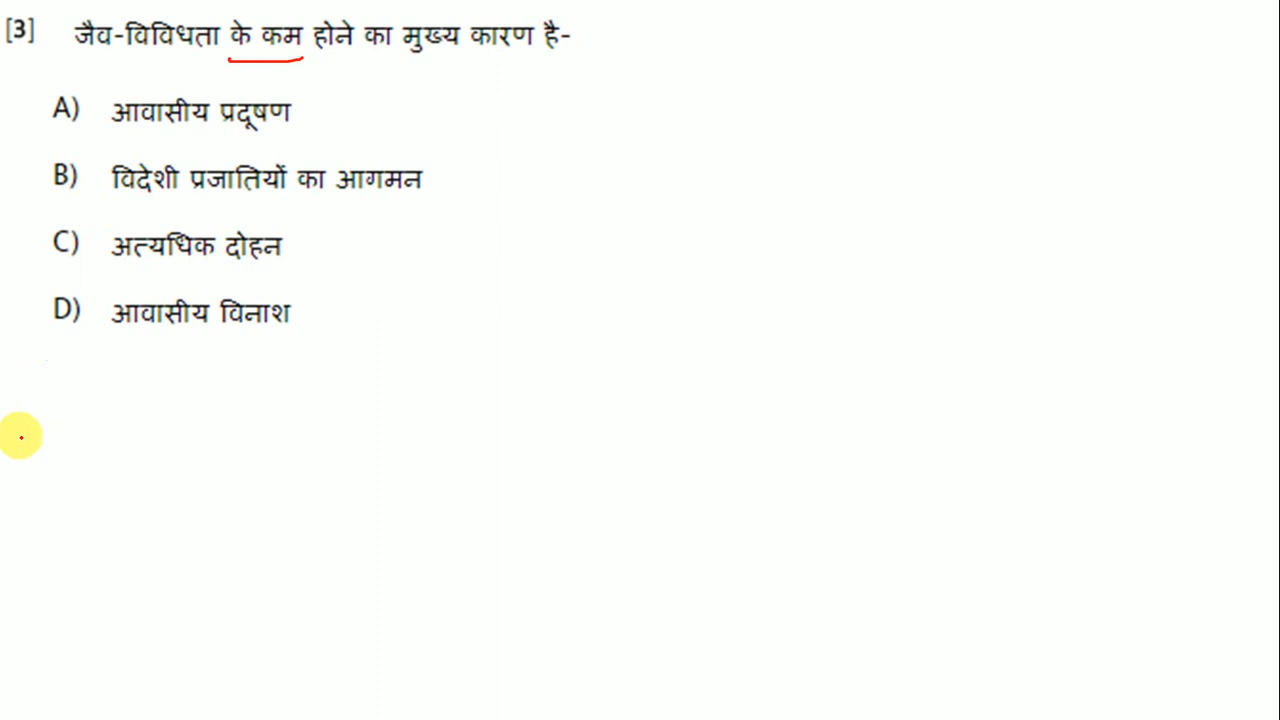 [3] जैव-विविधता के कम होने का मुख्य कारण है-
A) आवासीय प्रदूषण
B) विदेशी प्रजातियों का आगमन
C) अत्यधिक दोहन
D) आवासीय विनाश